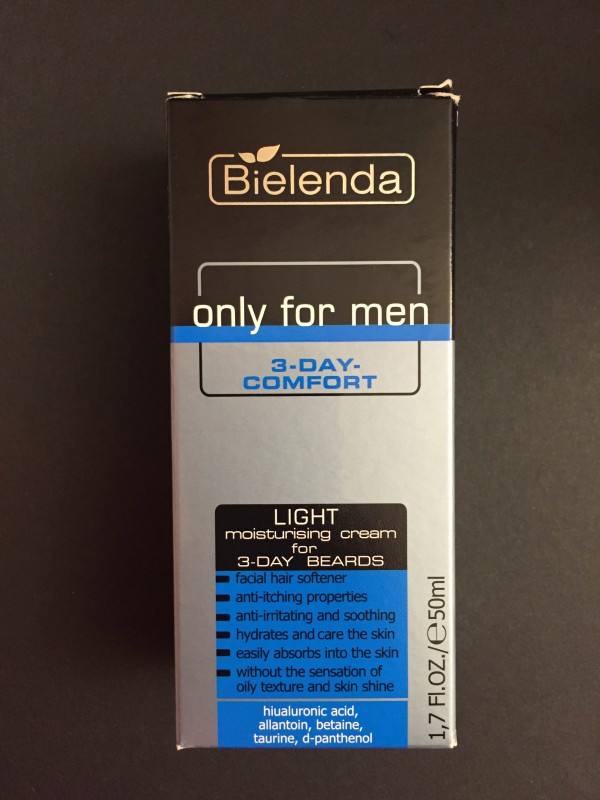 Bielenda
only for men
3-DAY-
COMFORT
LIGHT
moisturising cream
for
3-DAY BEARDS
facial hair softener
anti-itching properties
anti-irritating and soothing
hydrates and care the skin
easily absorbs into the skin
without the sensation of
oily texture and skin shine
hiualuronic acid,
allantoin, betaine,
taurine, d-panthenol
1,7 Fl.OZ./℮50ml